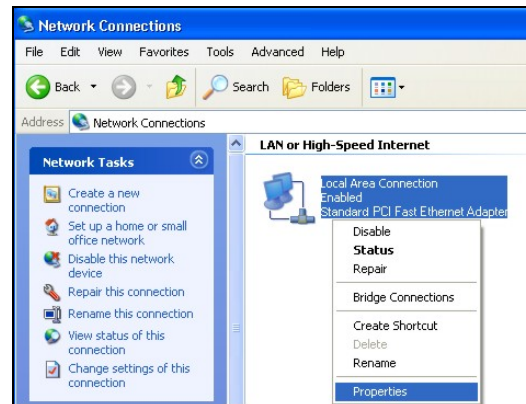 Network Connections
File Edit View Favorites Tools Advanced Help
Back Search Folders
Address Network Connections
Network Tasks
Create a new
connection
Set up a home or small
office network
Disable this network
device
Repair this connection
Rename this connection
View status of this
connection
Change settings of this
connection
LAN or High-Speed Internet
Local Area Connection
Enabled
Standard PCI Fast Ethernet Adapter
Disable
Status
Repair
Bridge Connections
Create Shortcut
Delete
Rename
Properties